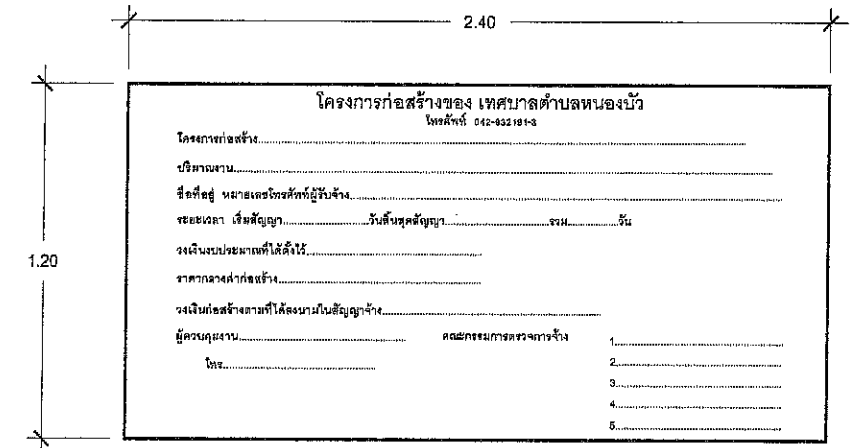 2.40
โครงการก่อสร้างของ เทศบาลตำบลหนองบัว
โทรศัพท์ 042-932191-3
โครงการก่อสร้าง
ปริมาณงาน
ชื่อที่อยู่ หมายเลขโทรศัพท์ผู้รับจ้าง
ระยะเวลา เริ่มสัญญา วันสิ้นสุดสัญญา รวม วัน
วงเงินงบประมาณที่ได้ตั้งไว้
1.20
ราคากลางค่าก่อสร้าง
วงเงินก่อสร้างตามที่ได้ลงนามในสัญญาจ้าง
ผู้ควบคุมงาน คณะกรรมการตรวจการจ้าง 1
โทร 2
3
4
5